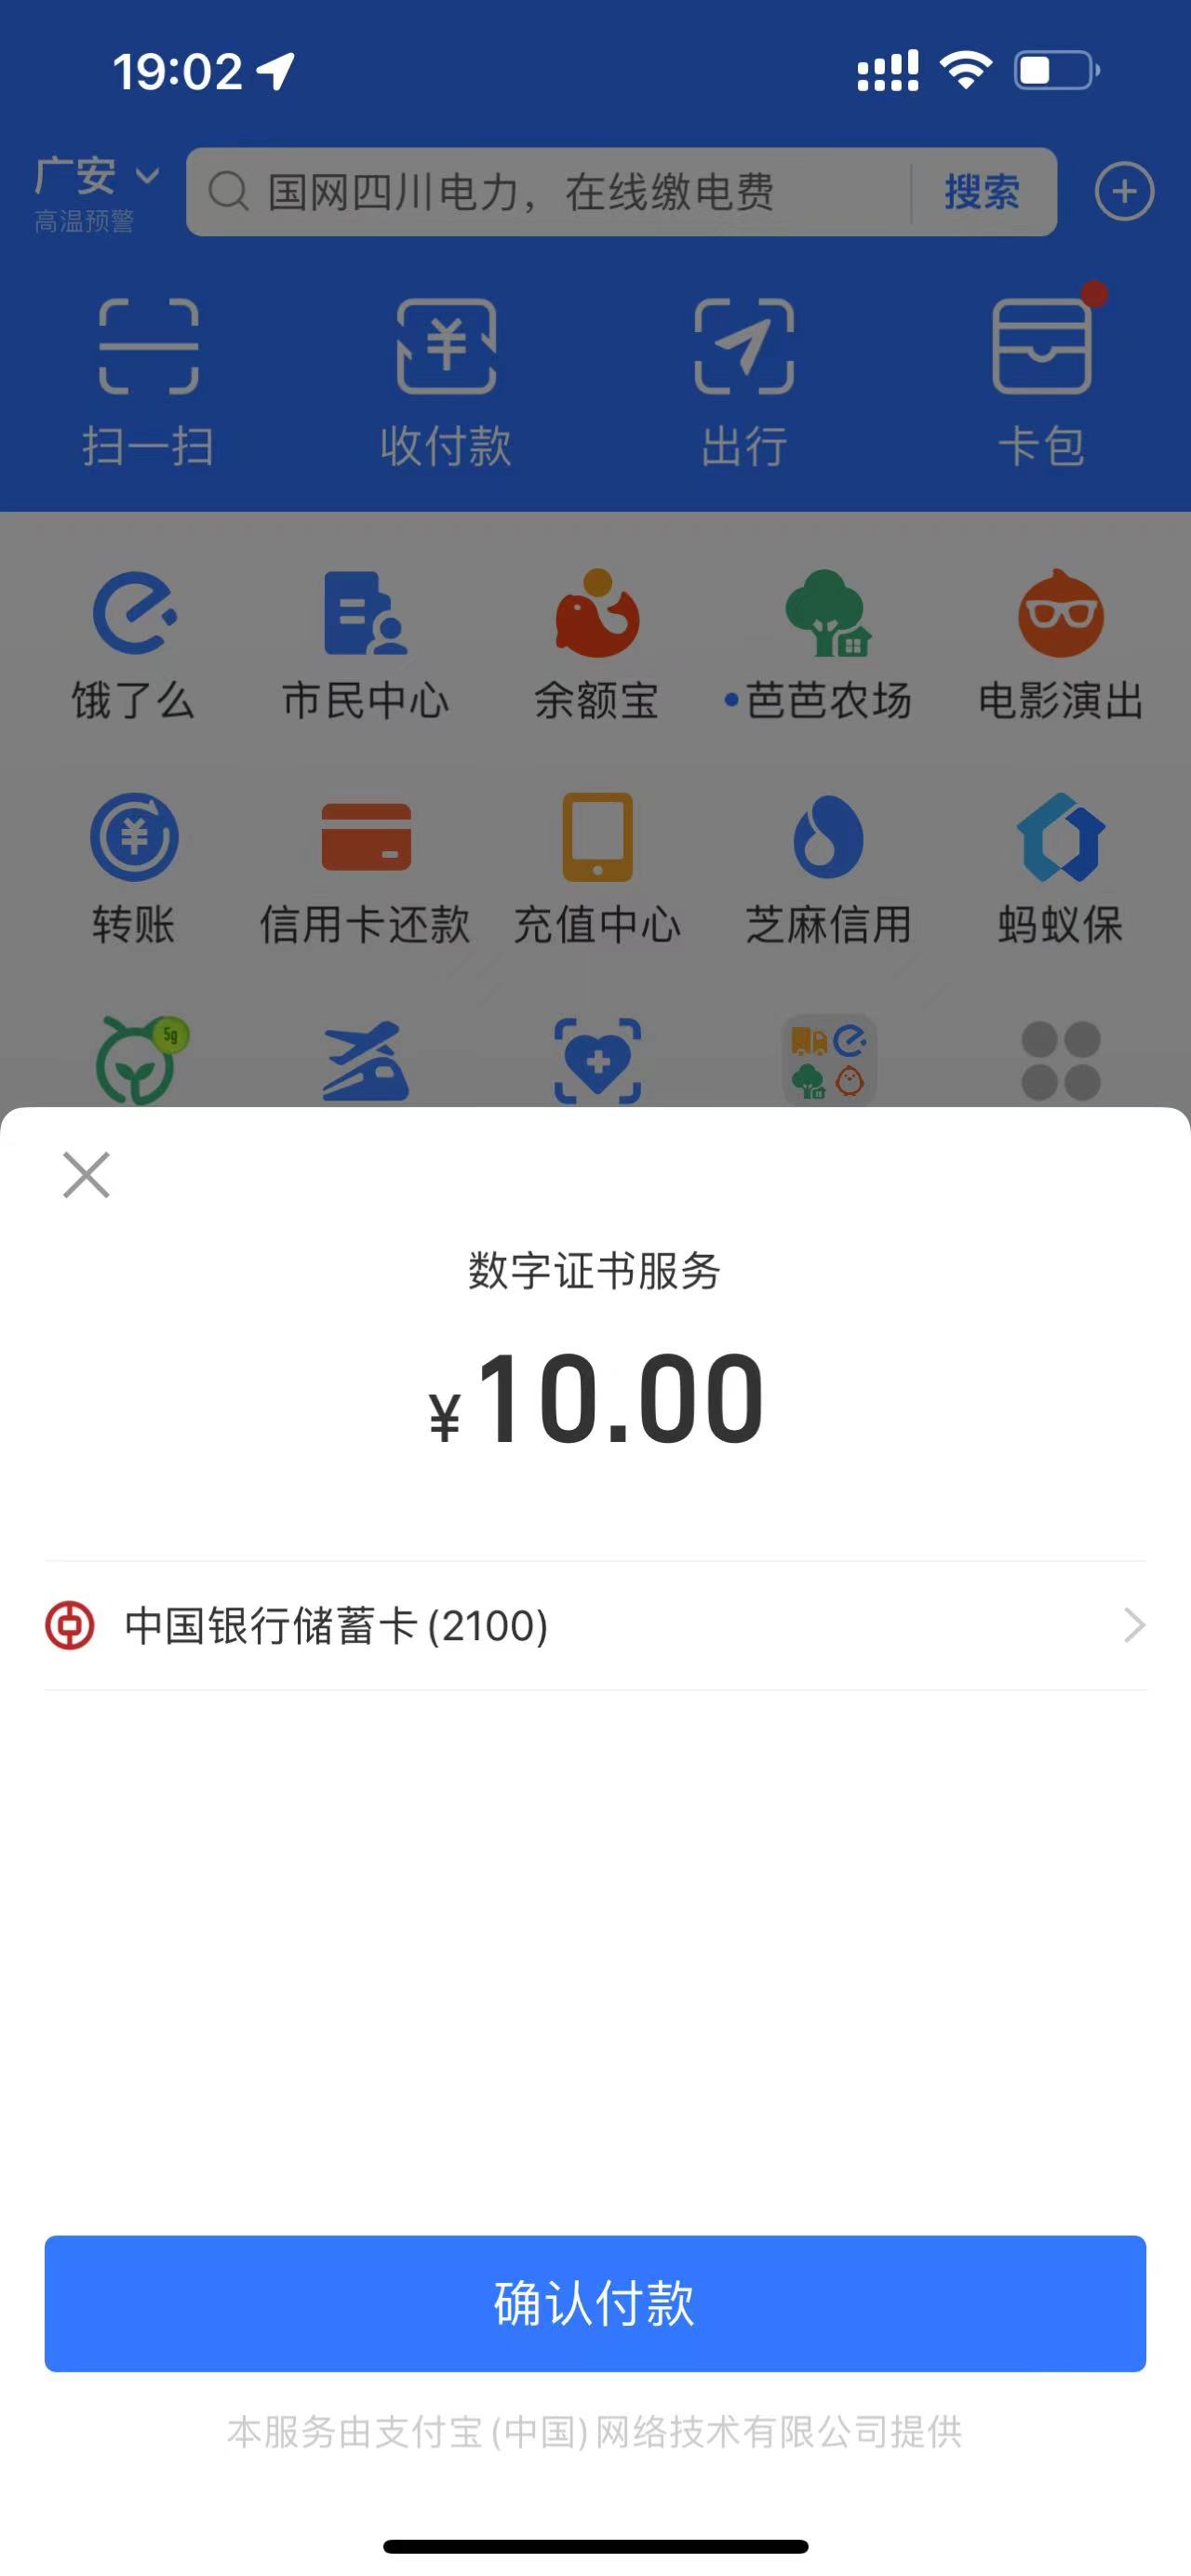 19:02
广安
高温预警
国网四川电力，在线缴电费
搜索
扫一扫
收付款
出行
卡包
饿了么
市民中心
余额宝
芭芭农场
电影演出
转账
信用卡还款
充值中心
芝麻信用
蚂蚁保
5g
数字证书服务
¥10.00
中国银行储蓄卡(2100)
确认付款
本服务由支付宝(中国)网络技术有限公司提供